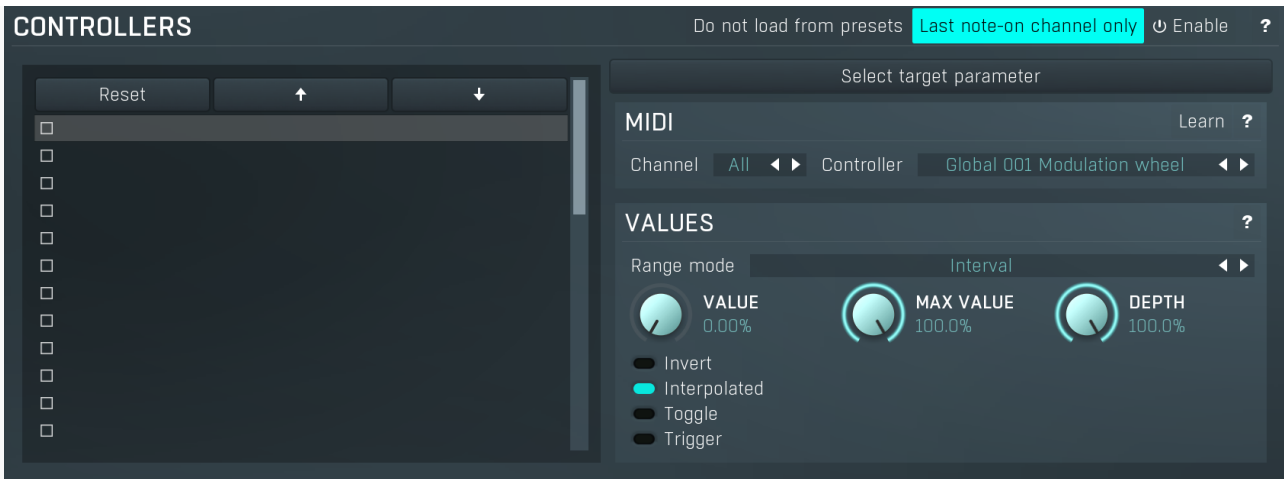 CONTROLLERS
Do not load from presets Last note-on channel only Enable ?
Reset
Select target parameter
MIDI
Learn ?
Channel All Controller Global 001 Modulation wheel
VALUES ?
Range mode Interval
VALUE
0.00%
MAX VALUE
100.0%
DEPTH
100.0%
Invert
Interpolated
Toggle
Trigger